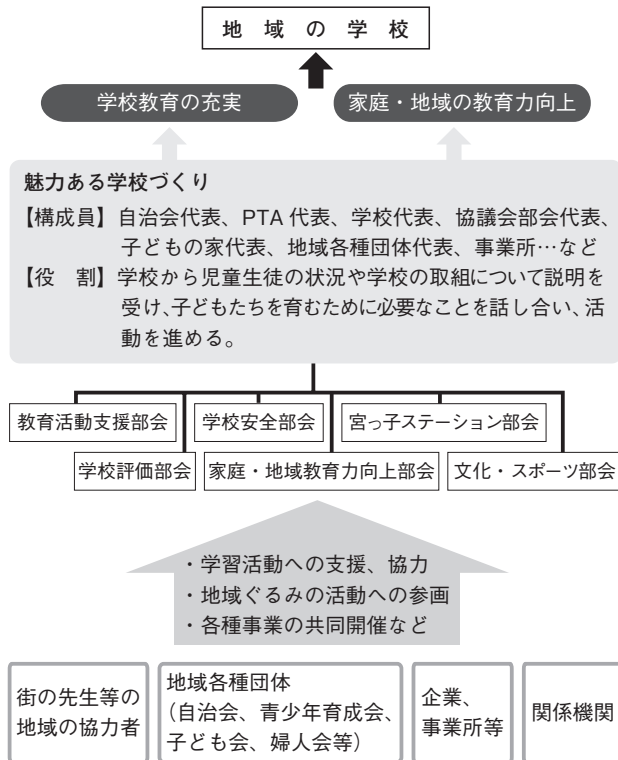 地域の学校
学校教育の充実
家庭・地域の教育力向上
魅力ある学校づくり
【構成員】自治会代表、PTA 代表、学校代表、協議会部会代表、
子どもの家代表、地域各種団体代表、事業所…など
【役　割】学校から児童生徒の状況や学校の取組について説明を
受け、子どもたちを育むために必要なことを話し合い、活
動を進める。
教育活動支援部会
学校安全部会
宮っ子ステーション部会
学校評価部会
家庭・地域教育力向上部会
文化・スポーツ部会
・学習活動への支援、協力
・地域ぐるみの活動への参画
・各種事業の共同開催など
街の先生等の
地域の協力者
地域各種団体
（自治会、青少年育成会、
子ども会、婦人会等）
企業、
事業所等
関係機関